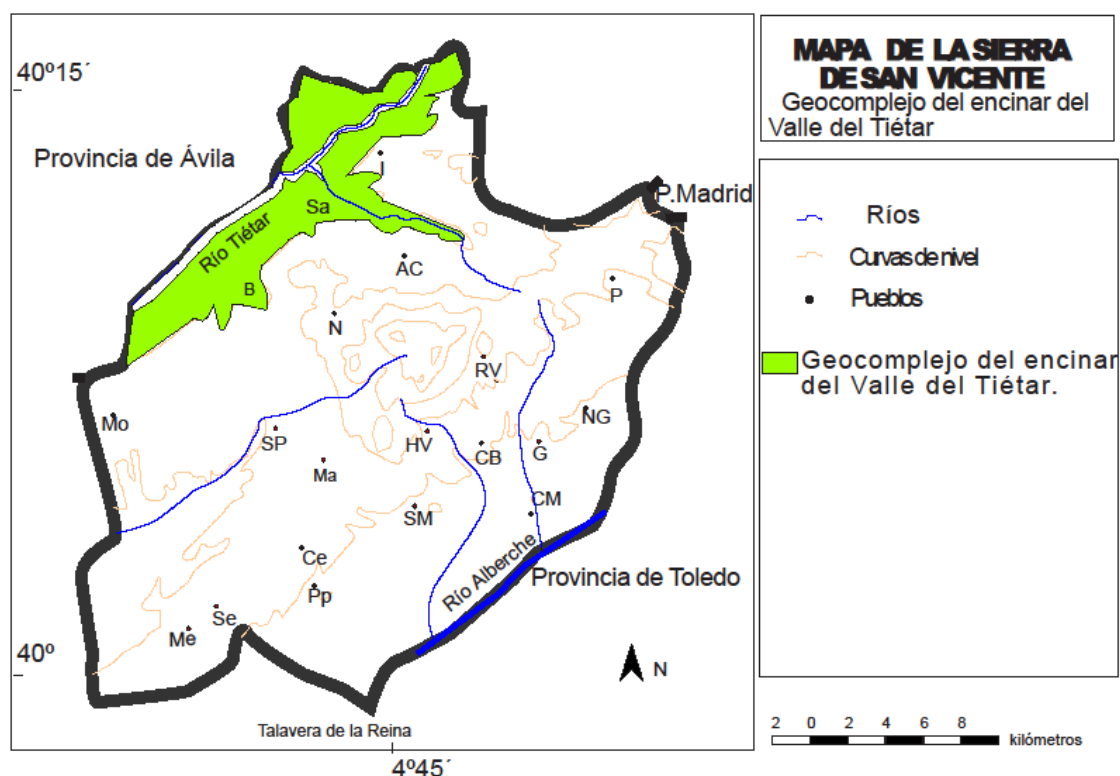 MAPA DE LA SIERRA
DE SAN VICENTE
Geocomplejo del encinar del
Valle del Tiétar
40º15´
Provincia de Ávila
I
P.Madrid
Sa
Río Tiétar
AC
B
P
N
RV
Mo
NG
SP
HV
CB
G
Ma
CM
SM
Río Alberche
Ce
Provincia de Toledo
Pp
Se
Me
40º
N
Talavera de la Reina
4º45´
Ríos
Curvas de nivel
Pueblos
Geocomplejo del encinar
del Valle del Tiétar.
2 0 2 4 6 8
kilómetros